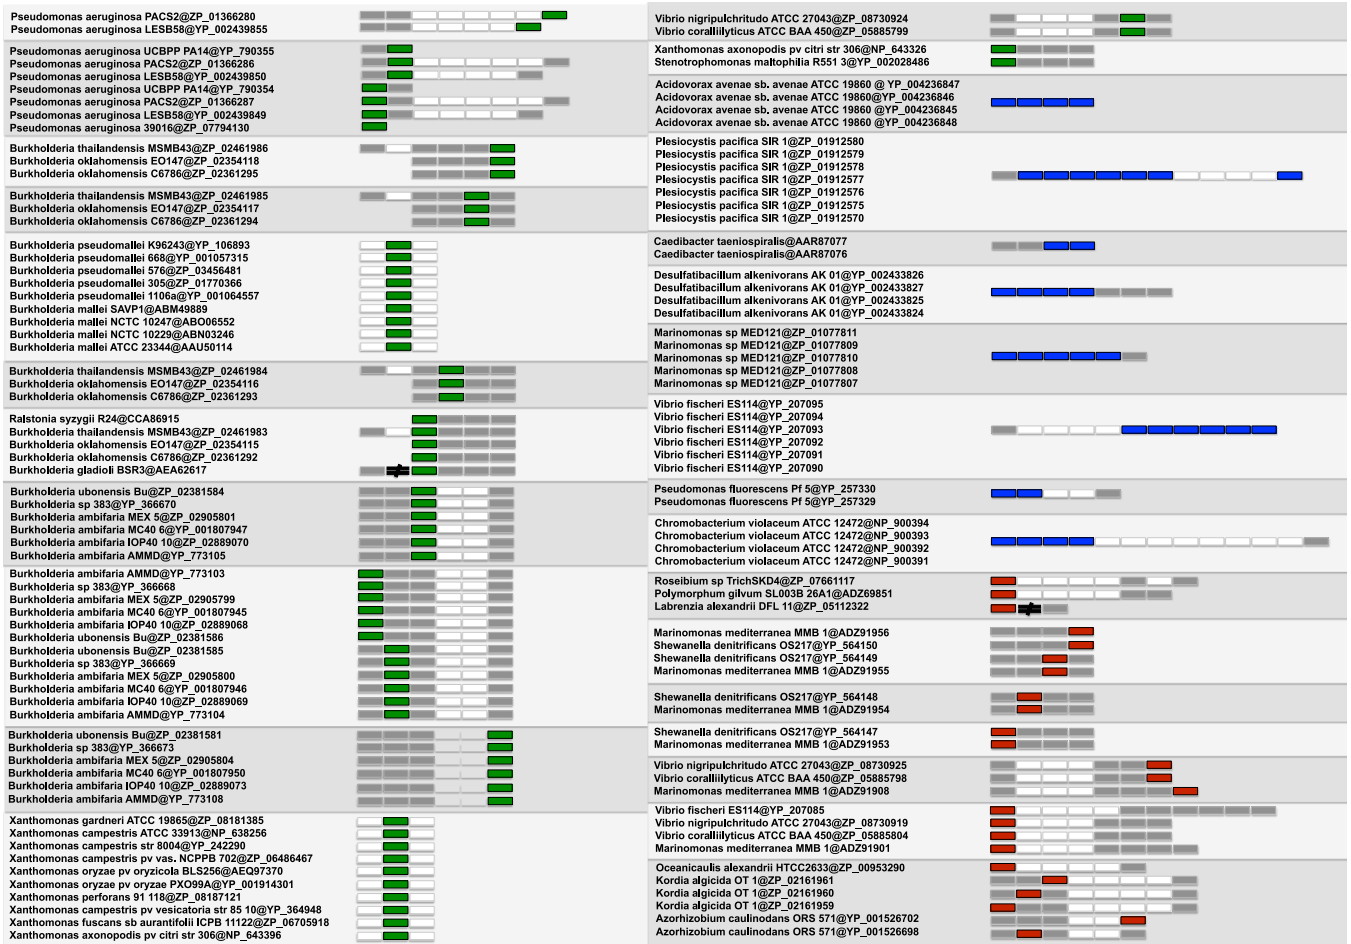 Pseudomonas aeruginosa PACS2@ZP_01366280
Pseudomonas aeruginosa LESB58@YP_002439855
Pseudomonas aeruginosa UCBPP PA14@YP_790355
Pseudomonas aeruginosa PACS2@ZP_01366286
Pseudomonas aeruginosa LESB58@YP_002439850
Pseudomonas aeruginosa UCBPP PA14@YP_790354
Pseudomonas aeruginosa PACS2@ZP_01366287
Pseudomonas aeruginosa LESB58@YP_002439849
Pseudomonas aeruginosa 39016@ZP_07794130
Burkholderia thailandensis MSMB43@ZP_02461986
Burkholderia oklahomensis EO147@ZP_02354118
Burkholderia oklahomensis C6786@ZP_02361295
Burkholderia thailandensis MSMB43@ZP_02461985
Burkholderia oklahomensis EO147@ZP_02354117
Burkholderia oklahomensis C6786@ZP_02361294
Burkholderia pseudomallei K96243@YP_106893
Burkholderia pseudomallei 668@YP_001057315
Burkholderia pseudomallei 576@ZP_03456481
Burkholderia pseudomallei 305@ZP_01770366
Burkholderia pseudomallei 1106a@YP_001064557
Burkholderia mallei SAVP1@ABM49889
Burkholderia mallei NCTC 10247@ABO06552
Burkholderia mallei NCTC 10229@ABN03246
Burkholderia mallei ATCC 23344@AAU50114
Burkholderia thailandensis MSMB43@ZP_02461984
Burkholderia oklahomensis EO147@ZP_02354116
Burkholderia oklahomensis C6786@ZP_02361293
Ralstonia syzygii R24@CCA86915
Burkholderia thailandensis MSMB43@ZP_02461983
Burkholderia oklahomensis EO147@ZP_02354115
Burkholderia oklahomensis C6786@ZP_02361292
Burkholderia gladioli BSR3@AEA62617
Burkholderia ubonensis Bu@ZP_02381584
Burkholderia sp 383@YP_366670
Burkholderia ambifaria MEX 5@ZP_02905801
Burkholderia ambifaria MC40 6@YP_001807947
Burkholderia ambifaria IOP40 10@ZP_02889070
Burkholderia ambifaria AMMD@YP_773105
Burkholderia ambifaria AMMD@YP_773103
Burkholderia sp 383@YP_366668
Burkholderia ambifaria MEX 5@ZP_02905799
Burkholderia ambifaria MC40 6@YP_001807945
Burkholderia ambifaria IOP40 10@ZP_02889068
Burkholderia ubonensis Bu@ZP_02381586
Burkholderia ubonensis Bu@ZP_02381585
Burkholderia sp 383@YP_366669
Burkholderia ambifaria MEX 5@ZP_02905800
Burkholderia ambifaria MC40 6@YP_001807946
Burkholderia ambifaria IOP40 10@ZP_02889069
Burkholderia ambifaria AMMD@YP_773104
Burkholderia ubonensis Bu@ZP_02381581
Burkholderia sp 383@YP_366673
Burkholderia ambifaria MEX 5@ZP_02905804
Burkholderia ambifaria MC40 6@YP_001807950
Burkholderia ambifaria IOP40 10@ZP_02889073
Burkholderia ambifaria AMMD@YP_773108
Xanthomonas gardneri ATCC 19865@ZP_08181385
Xanthomonas campestris ATCC 33913@NP_638256
Xanthomonas campestris str 8004@YP_242290
Xanthomonas campestris pv vas. NCPPB 702@ZP_06486467
Xanthomonas oryzae pv oryzicola BLS256@AEQ97370
Xanthomonas oryzae pv oryzae PXO99A@YP_001914301
Xanthomonas perforans 91 118@ZP_08187121
Xanthomonas campestris pv vesicatoria str 85 10@YP_364948
Xanthomonas fuscans sb aurantifolii ICPB 11122@ZP_06705918
Xanthomonas axonopodis pv citri str 306@NP_643396
Vibrio nigripulchritudo ATCC 27043@ZP_08730924
Vibrio coralliilyticus ATCC BAA 450@ZP_05885799
Xanthomonas axonopodis pv citri str 306@NP_643326
Stenotrophomonas maltophilia R551 3@YP_002028486
Acidovorax avenae sb. avenae ATCC 19860 @ YP_004236847
Acidovorax avenae sb. avenae ATCC 19860@YP_004236846
Acidovorax avenae sb. avenae ATCC 19860 @YP_004236845
Acidovorax avenae sb. avenae ATCC 19860 @YP_004236848
Plesiocystis pacifica SIR 1@ZP_01912580
Plesiocystis pacifica SIR 1@ZP_01912579
Plesiocystis pacifica SIR 1@ZP_01912578
Plesiocystis pacifica SIR 1@ZP_01912577
Plesiocystis pacifica SIR 1@ZP_01912576
Plesiocystis pacifica SIR 1@ZP_01912575
Plesiocystis pacifica SIR 1@ZP_01912570
Caedibacter taeniospiralis@AAR87077
Caedibacter taeniospiralis@AAR87076
Desulfatibacillum alkenivorans AK 01@YP_002433826
Desulfatibacillum alkenivorans AK 01@YP_002433827
Desulfatibacillum alkenivorans AK 01@YP_002433825
Desulfatibacillum alkenivorans AK 01@YP_002433824
Marinomonas sp MED121@ZP_01077811
Marinomonas sp MED121@ZP_01077809
Marinomonas sp MED121@ZP_01077810
Marinomonas sp MED121@ZP_01077808
Marinomonas sp MED121@ZP_01077807
Vibrio fischeri ES114@YP_207095
Vibrio fischeri ES114@YP_207094
Vibrio fischeri ES114@YP_207093
Vibrio fischeri ES114@YP_207092
Vibrio fischeri ES114@YP_207091
Vibrio fischeri ES114@YP_207090
Pseudomonas fluorescens Pf 5@YP_257330
Pseudomonas fluorescens Pf 5@YP_257329
Chromobacterium violaceum ATCC 12472@NP_900394
Chromobacterium violaceum ATCC 12472@NP_900393
Chromobacterium violaceum ATCC 12472@NP_900392
Chromobacterium violaceum ATCC 12472@NP_900391
Roseibium sp TrichSKD4@ZP_07661117
Polymorphum gilvum SL003B 26A1@ADZ69851
Labrenzia alexandrii DFL 11@ZP_05112322
Marinomonas mediterranea MMB 1@ADZ91956
Shewanella denitrificans OS217@YP_564150
Shewanella denitrificans OS217@YP_564149
Marinomonas mediterranea MMB 1@ADZ91955
Shewanella denitrificans OS217@YP_564148
Marinomonas mediterranea MMB 1@ADZ91954
Shewanella denitrificans OS217@YP_564147
Marinomonas mediterranea MMB 1@ADZ91953
Vibrio nigripulchritudo ATCC 27043@ZP_08730925
Vibrio coralliilyticus ATCC BAA 450@ZP_05885798
Marinomonas mediterranea MMB 1@ADZ91908
Vibrio fischeri ES114@YP_207085
Vibrio nigripulchritudo ATCC 27043@ZP_08730919
Vibrio coralliilyticus ATCC BAA 450@ZP_05885804
Marinomonas mediterranea MMB 1@ADZ91901
Oceanicaulis alexandrii HTCC2633@ZP_00953290
Kordia algicida OT 1@ZP_02161961
Kordia algicida OT 1@ZP_02161960
Kordia algicida OT 1@ZP_02161959
Azorhizobium caulinodans ORS 571@YP_001526702
Azorhizobium caulinodans ORS 571@YP_001526698